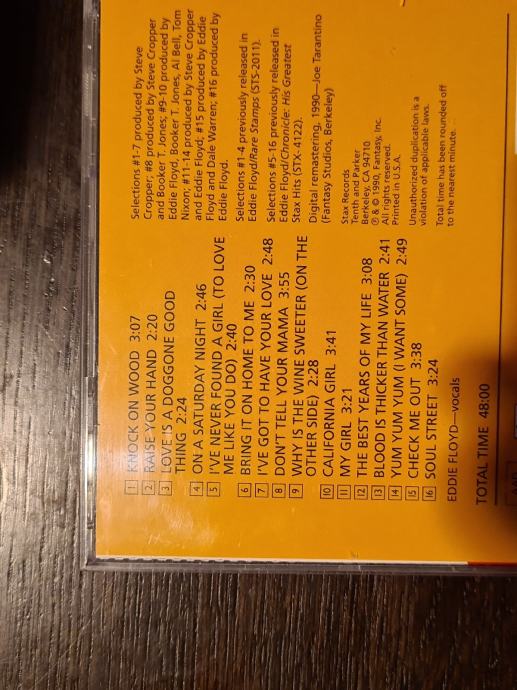 1 KNOCK ON WOOD 3:07
2 RAISE YOUR HAND 2:20
3 LOVE IS A DOGGONE GOOD
THING 2:24
4 ON A SATURDAY NIGHT 2:46
5 I'VE NEVER FOUND A GIRL (TO LOVE
ME LIKE YOU DO) 2:40
6 BRING IT ON HOME TO ME 2:30
7 I'VE GOT TO HAVE YOUR LOVE 2:48
8 DON'T TELL YOUR MAMA 3:55
9 WHY IS THE WINE SWEETER (ON THE
OTHER SIDE) 2:28
10 CALIFORNIA GIRL 3:41
11 MY GIRL 3:21
12 THE BEST YEARS OF MY LIFE 3:08
13 BLOOD IS THICKER THAN WATER 2:41
14 YUM YUM YUM (I WANT SOME) 2:49
15 CHECK ME OUT 3:38
16 SOUL STREET 3:24
EDDIE FLOYD—vocals
TOTAL TIME 48:00
Selections #1-7 produced by Steve
Cropper; #8 produced by Steve Cropper
and Booker T. Jones; #9-10 produced by
Eddie Floyd, Booker T. Jones, Al Bell, Tom
Nixon; #11-14 produced by Steve Cropper
and Eddie Floyd; #15 produced by Eddie
Floyd and Dale Warren; #16 produced by
Eddie Floyd.
Selections #1-4 previously released in
Eddie Floyd/Rare Stamps (STS-2011).
Selections #5-16 previously released in
Eddie Floyd/Chronicle: His Greatest
Stax Hits (STX-4122).
Digital remastering, 1990—Joe Tarantino
(Fantasy Studios, Berkeley)
Stax Records
Tenth and Parker
Berkeley, CA 94710
℗ & © 1990, Fantasy, Inc.
All rights reserved.
Printed in U.S.A.
Unauthorized duplication is a
violation of applicable laws.
Total time has been rounded off
to the nearest minute.